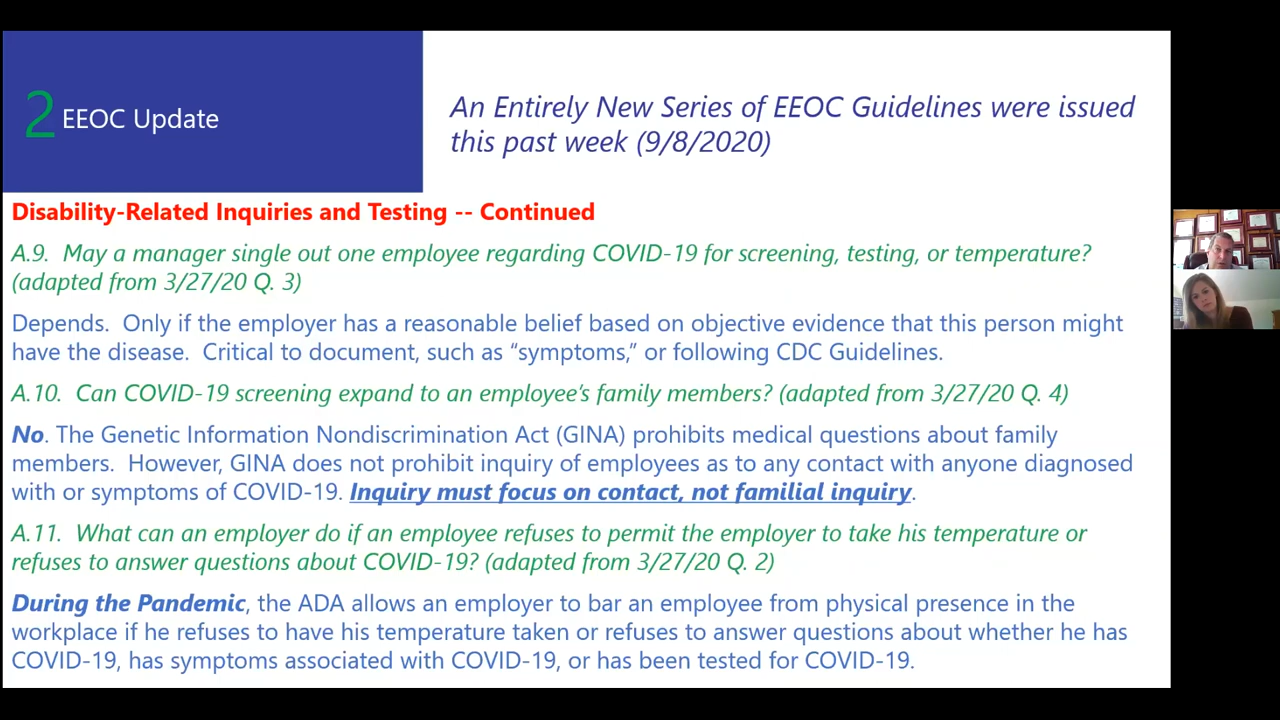 2 EEOC Update
An Entirely New Series of EEOC Guidelines were issued
this past week (9/8/2020)
Disability-Related Inquiries and Testing -- Continued
A.9. May a manager single out one employee regarding COVID-19 for screening, testing, or temperature?
(adapted from 3/27/20 Q. 3)
Depends. Only if the employer has a reasonable belief based on objective evidence that this person might
have the disease. Critical to document, such as “symptoms,” or following CDC Guidelines.
A.10. Can COVID-19 screening expand to an employee’s family members? (adapted from 3/27/20 Q. 4)
No. The Genetic Information Nondiscrimination Act (GINA) prohibits medical questions about family
members. However, GINA does not prohibit inquiry of employees as to any contact with anyone diagnosed
with or symptoms of COVID-19. Inquiry must focus on contact, not familial inquiry.
A.11. What can an employer do if an employee refuses to permit the employer to take his temperature or
refuses to answer questions about COVID-19? (adapted from 3/27/20 Q. 2)
During the Pandemic, the ADA allows an employer to bar an employee from physical presence in the
workplace if he refuses to have his temperature taken or refuses to answer questions about whether he has
COVID-19, has symptoms associated with COVID-19, or has been tested for COVID-19.